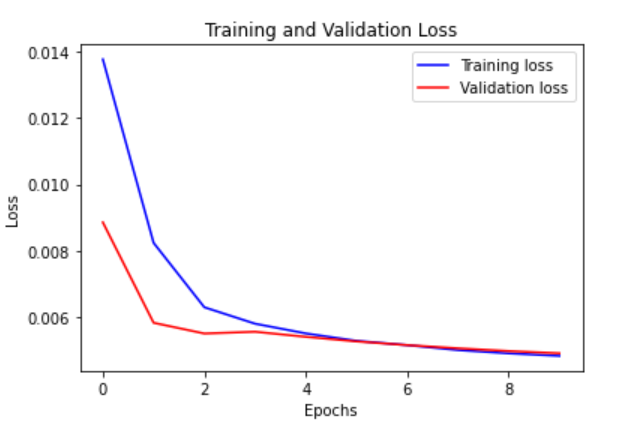 Training and Validation Loss
Training loss
Validation loss
0.014
0.012
0.010
0.008
0.006
Loss
0 2 4 6 8
Epochs